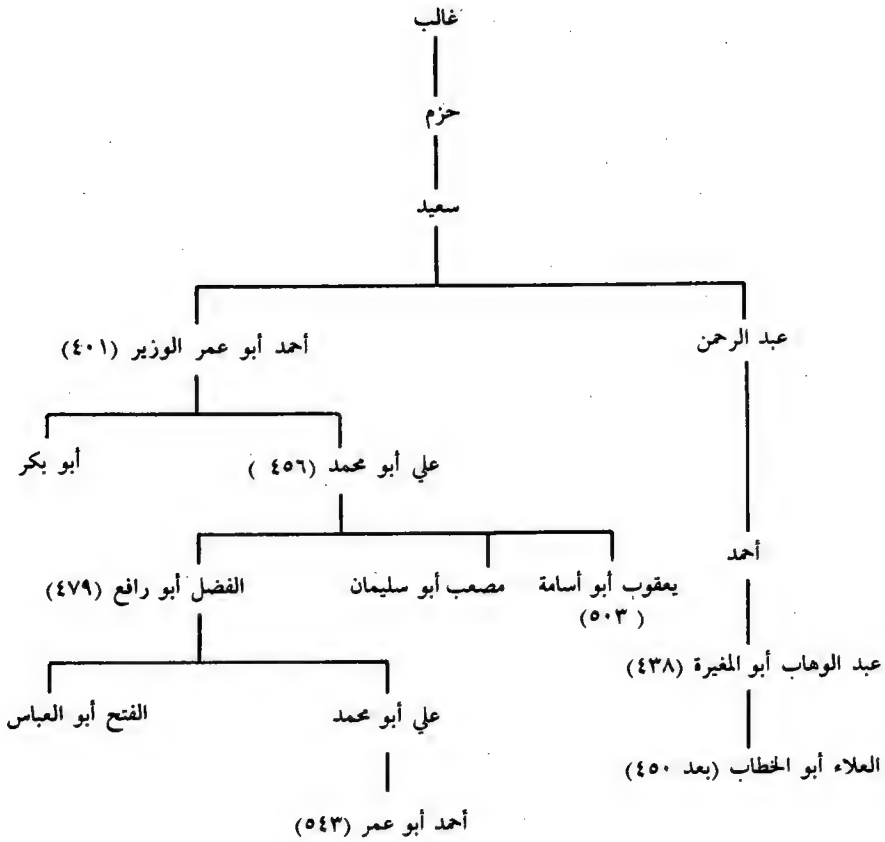 غالب
حزم
سعيد
عبد الرحمن
أحمد أبو عمر الوزير (٤٠١)
علي أبو محمد (٤٥٦ )
أبو بكر
أحمد
يعقوب أبو أسامة
( ٥٠٣)
مصعب أبو سليمان
الفضل أبو رافع (٤٧٩)
عبد الوهاب أبو المغيرة (٤٣٨)
علي أبو محمد
الفتح أبو العباس
العلاء أبو الخطاب (بعد ٤٥٠)
أحمد أبو عمر (٥٤٣)